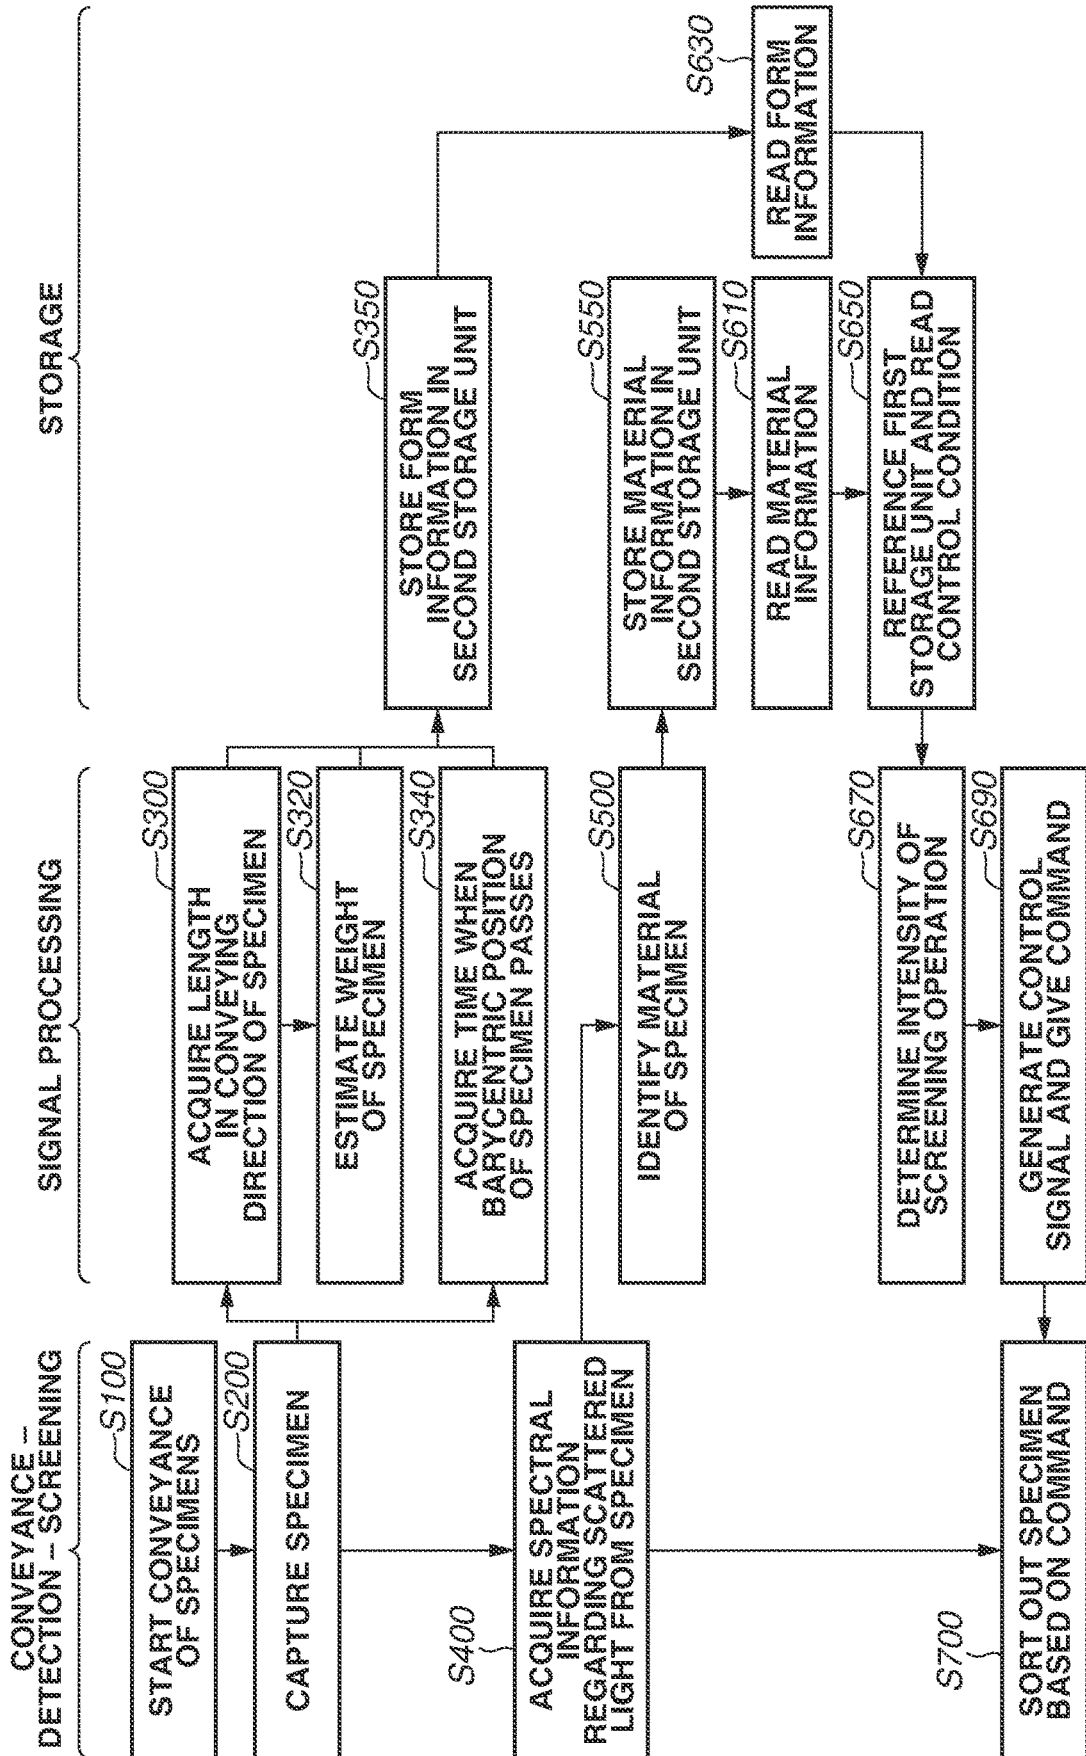 CONVEYANCE –
DETECTION – SCREENING
SIGNAL PROCESSING
STORAGE
S100
START CONVEYANCE
OF SPECIMENS
S200
CAPTURE SPECIMEN
S300
ACQUIRE LENGTH
IN CONVEYING
DIRECTION OF SPECIMEN
S320
ESTIMATE WEIGHT
OF SPECIMEN
S340
ACQUIRE TIME WHEN
BARYCENTRIC POSITION
OF SPECIMEN PASSES
S350
STORE FORM
INFORMATION IN
SECOND STORAGE UNIT
S400
ACQUIRE SPECTRAL
INFORMATION
REGARDING SCATTERED
LIGHT FROM SPECIMEN
S500
IDENTIFY MATERIAL
OF SPECIMEN
S550
STORE MATERIAL
INFORMATION IN
SECOND STORAGE UNIT
S610
READ MATERIAL
INFORMATION
S630
READ FORM
INFORMATION
S650
REFERENCE FIRST
STORAGE UNIT AND READ
CONTROL CONDITION
S670
DETERMINE INTENSITY OF
SCREENING OPERATION
S690
GENERATE CONTROL
SIGNAL AND GIVE COMMAND
S700
SORT OUT SPECIMEN
BASED ON COMMAND